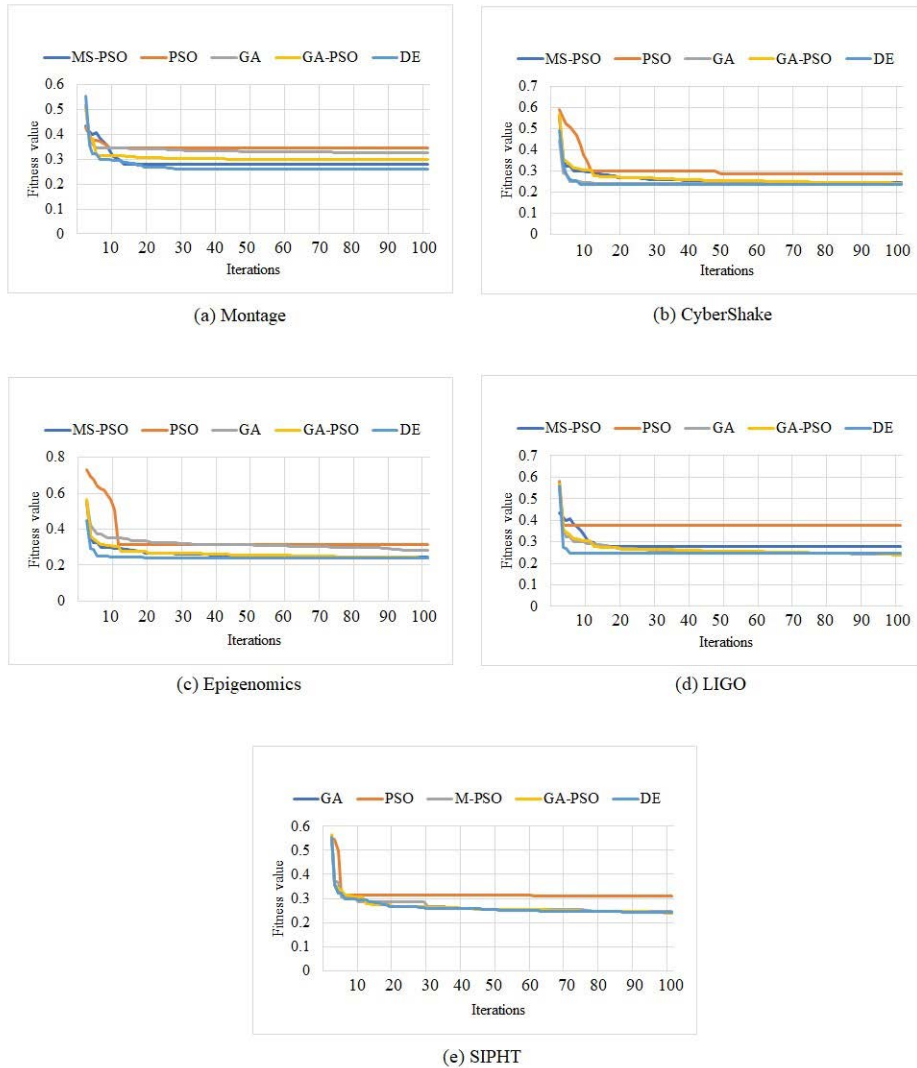 MS-PSO PSO GA GA-PSO DE
0.6
0.5
0.4
0.3
0.2
0.1
0
Fitness value
10 20 30 40 50 60 70 80 90 100
Iterations
(a) Montage
MS-PSO PSO GA GA-PSO DE
0.7
0.6
0.5
0.4
0.3
0.2
0.1
0
Fitness value
10 20 30 40 50 60 70 80 90 100
Iterations
(b) CyberShake
MS-PSO PSO GA GA-PSO DE
0.8
0.6
0.4
0.2
0
Fitness value
10 20 30 40 50 60 70 80 90 100
Iterations
(c) Epigenomics
MS-PSO PSO GA GA-PSO DE
0.7
0.6
0.5
0.4
0.3
0.2
0.1
0
Fitness value
10 20 30 40 50 60 70 80 90 100
Iterations
(d) LIGO
GA PSO M-PSO GA-PSO DE
0.6
0.5
0.4
0.3
0.2
0.1
0
Fitness value
10 20 30 40 50 60 70 80 90 100
Iterations
(e) SIPHT